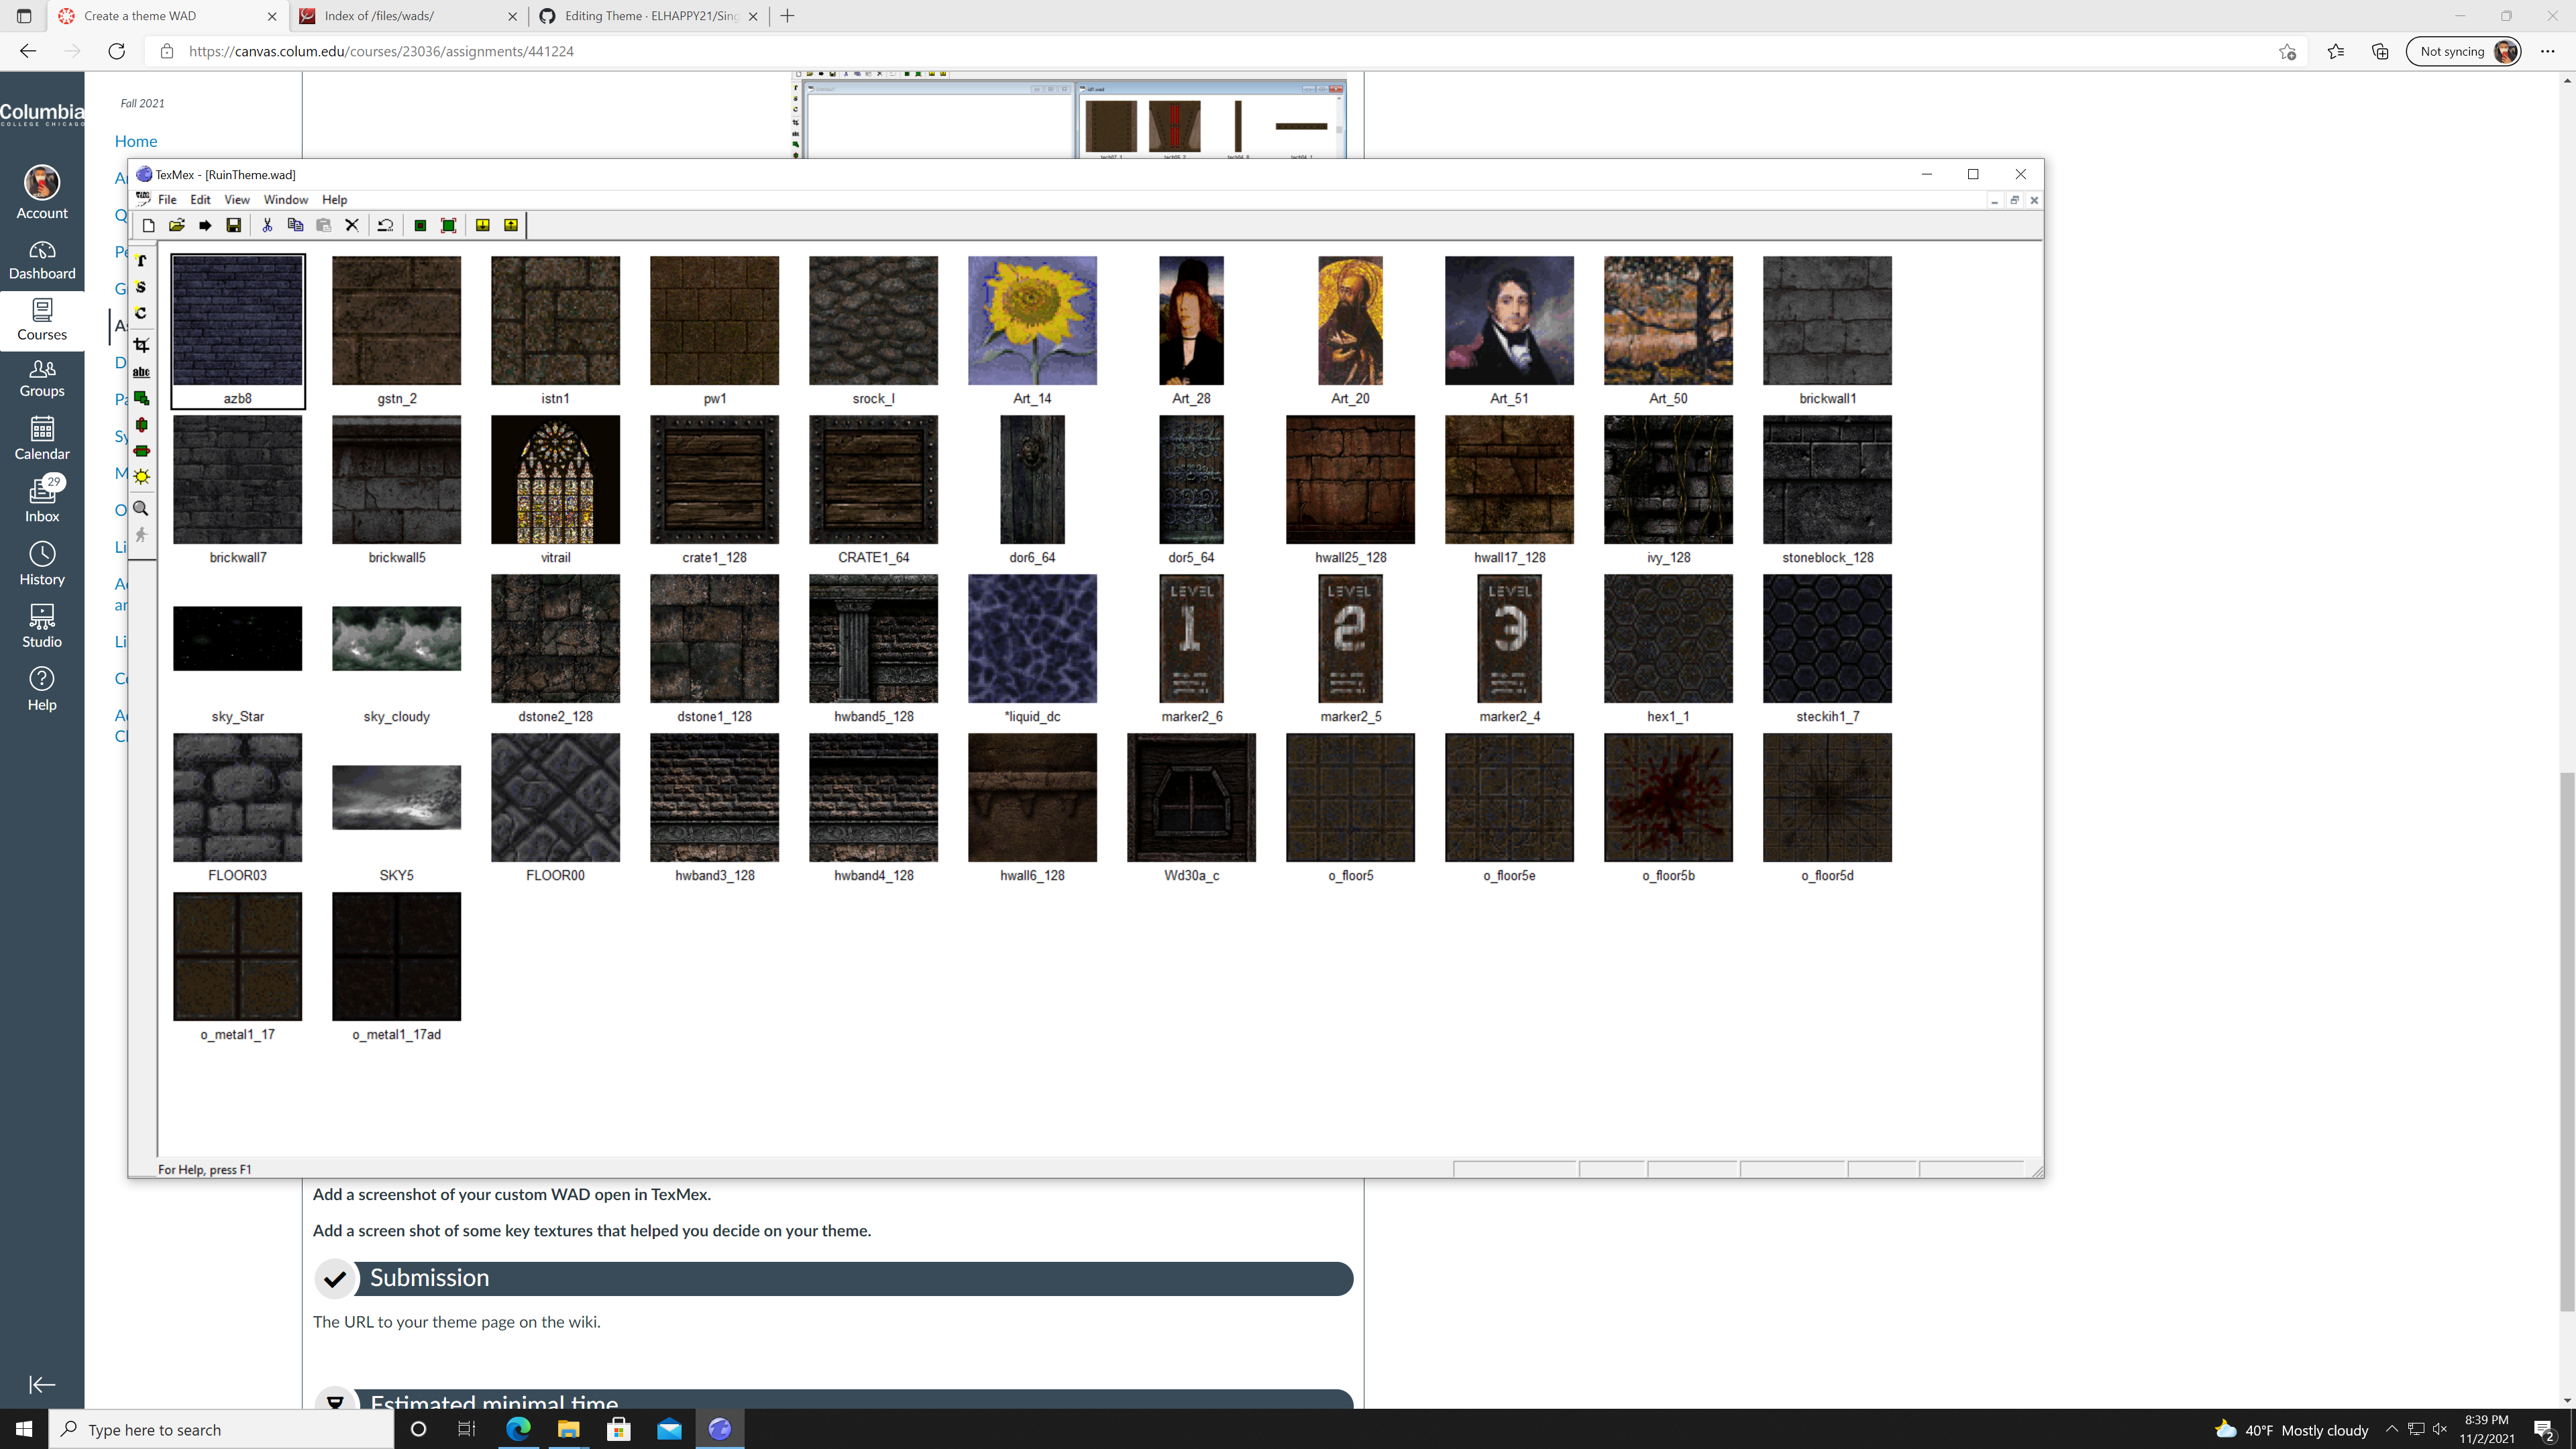 Create a theme WAD
Index of /files/wads/
Editing Theme · ELHAPPY21/Sing
https://canvas.colum.edu/courses/23036/assignments/441224
Not syncing
Columbia
COLLEGE CHICAGO
Account
Dashboard
Courses
Groups
Calendar
29
Inbox
History
Studio
Help
Fall 2021
Home
id1.wad
tech07_1
TexMex - [RuinTheme.wad]
File Edit View Window Help
abc
azb8 gstn_2 istn1 pw1 srock_l Art_14 Art_28 Art_20 Art_51 Art_50 brickwall1
brickwall7 brickwall5 vitrail crate1_128 CRATE1_64 dor6_64 dor5_64 hwall25_128 hwall17_128 ivy_128 stoneblock_128
LEVEL 1 LEVEL 2 LEVEL 3
sky_Star sky_cloudy dstone2_128 dstone1_128 hwband5_128 *liquid_dc marker2_6 marker2_5 marker2_4 hex1_1 steckih1_7
FLOOR03 SKY5 FLOOR00 hwband3_128 hwband4_128 hwall6_128 Wd30a_c o_floor5 o_floor5e o_floor5b o_floor5d
o_metal1_17 o_metal1_17ad
For Help, press F1
Add a screenshot of your custom WAD open in TexMex.
Add a screen shot of some key textures that helped you decide on your theme.
Submission
The URL to your theme page on the wiki.
Estimated minimal time
Type here to search
40°F Mostly cloudy
8:39 PM
11/2/2021
2